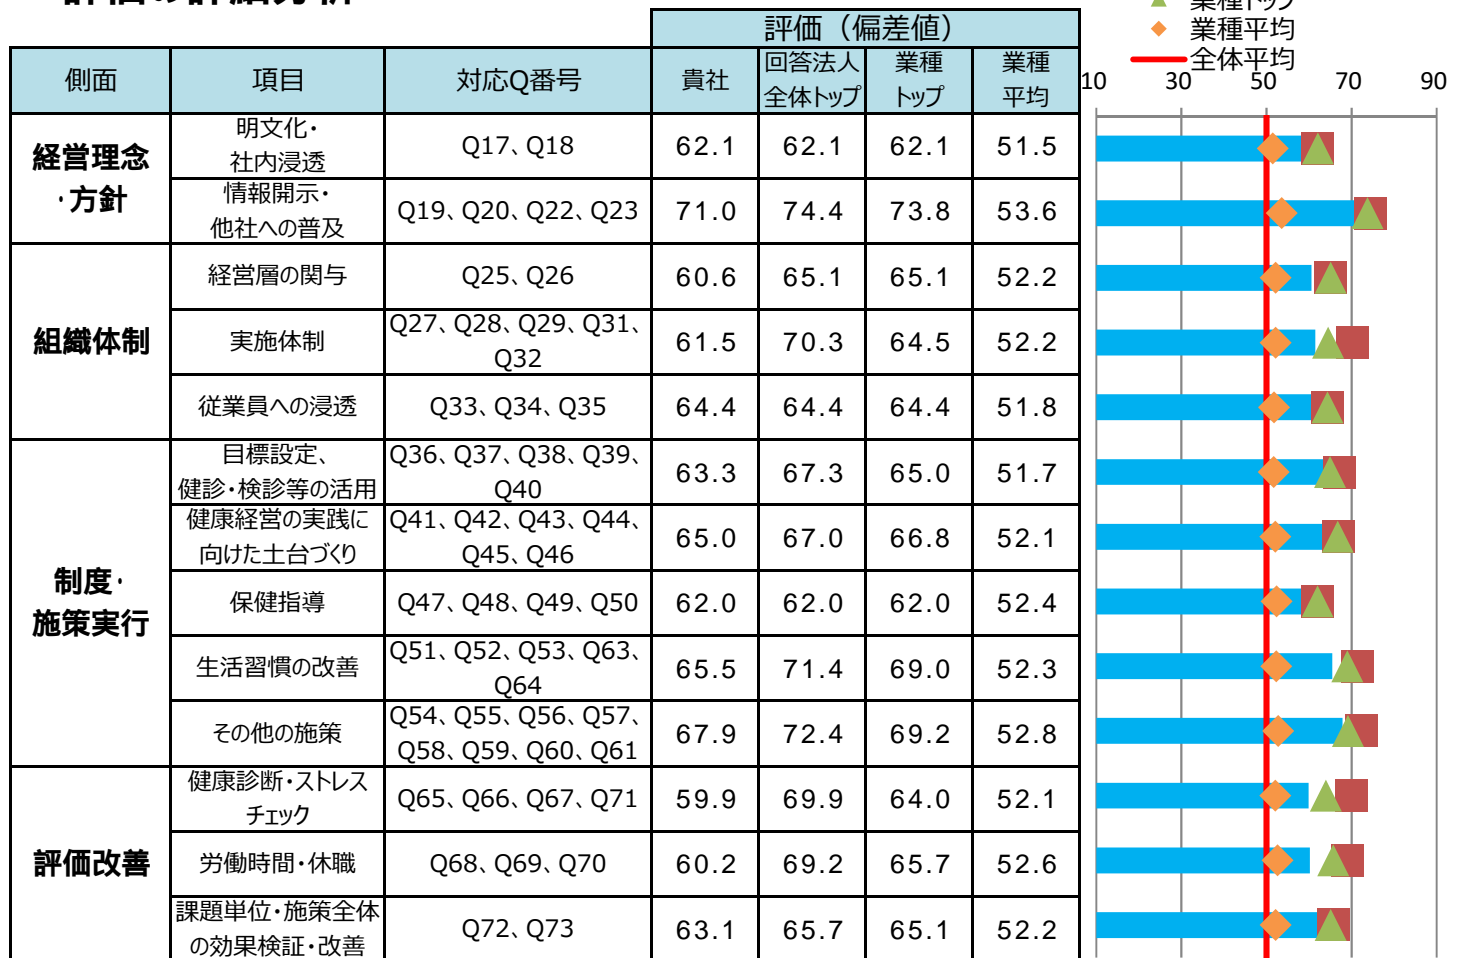 評価の詳細分析
業種トップ
業種平均
全体平均
評価（偏差値）
側面 項目 対応Q番号 貴社 回答法人全体トップ 業種トップ 業種平均
10 30 50 70 90
経営理念・方針
明文化・社内浸透 Q17、Q18 62.1 62.1 62.1 51.5
情報開示・他社への普及 Q19、Q20、Q22、Q23 71.0 74.4 73.8 53.6
組織体制
経営層の関与 Q25、Q26 60.6 65.1 65.1 52.2
実施体制 Q27、Q28、Q29、Q31、Q32 61.5 70.3 64.5 52.2
従業員への浸透 Q33、Q34、Q35 64.4 64.4 64.4 51.8
制度・施策実行
目標設定、健診・検診等の活用 Q36、Q37、Q38、Q39、Q40 63.3 67.3 65.0 51.7
健康経営の実践に向けた土台づくり Q41、Q42、Q43、Q44、Q45、Q46 65.0 67.0 66.8 52.1
保健指導 Q47、Q48、Q49、Q50 62.0 62.0 62.0 52.4
生活習慣の改善 Q51、Q52、Q53、Q63、Q64 65.5 71.4 69.0 52.3
その他の施策 Q54、Q55、Q56、Q57、Q58、Q59、Q60、Q61 67.9 72.4 69.2 52.8
評価改善
健康診断・ストレスチェック Q65、Q66、Q67、Q71 59.9 69.9 64.0 52.1
労働時間・休職 Q68、Q69、Q70 60.2 69.2 65.7 52.6
課題単位・施策全体の効果検証・改善 Q72、Q73 63.1 65.7 65.1 52.2